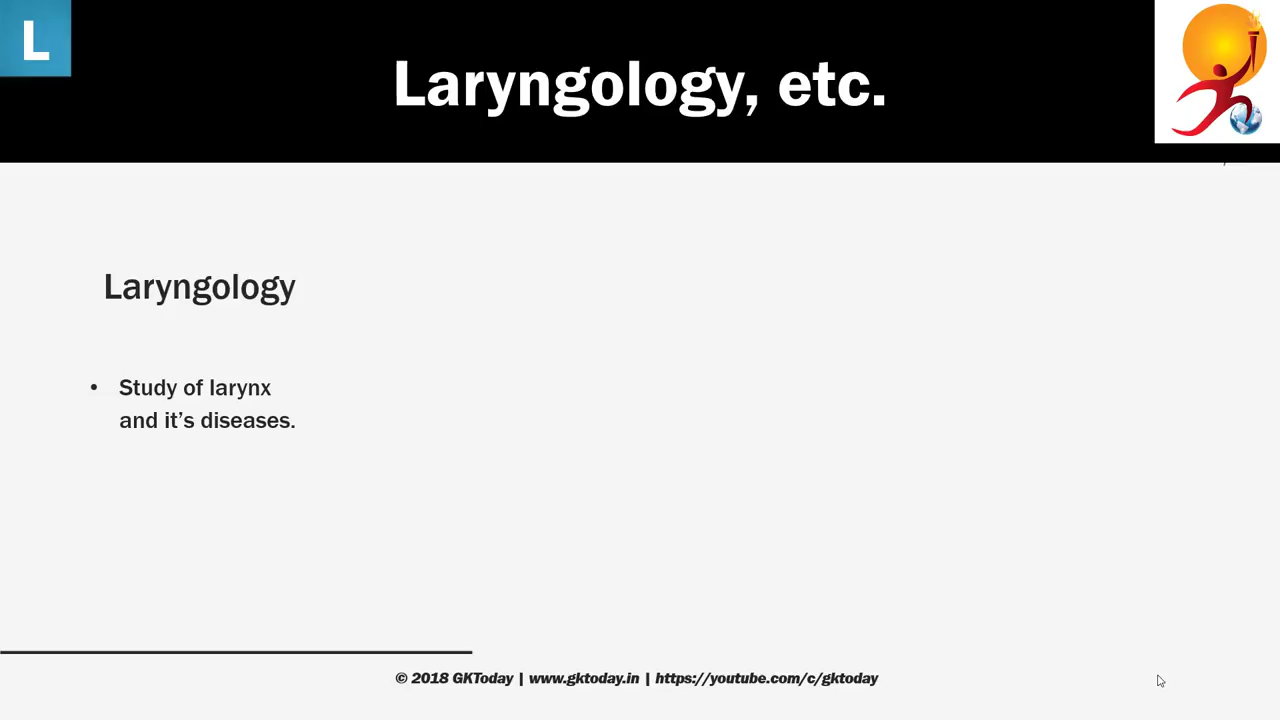 L
Laryngology, etc.
Laryngology
• Study of larynx
and it’s diseases.
© 2018 GKToday | www.gktoday.in | https://youtube.com/c/gktoday